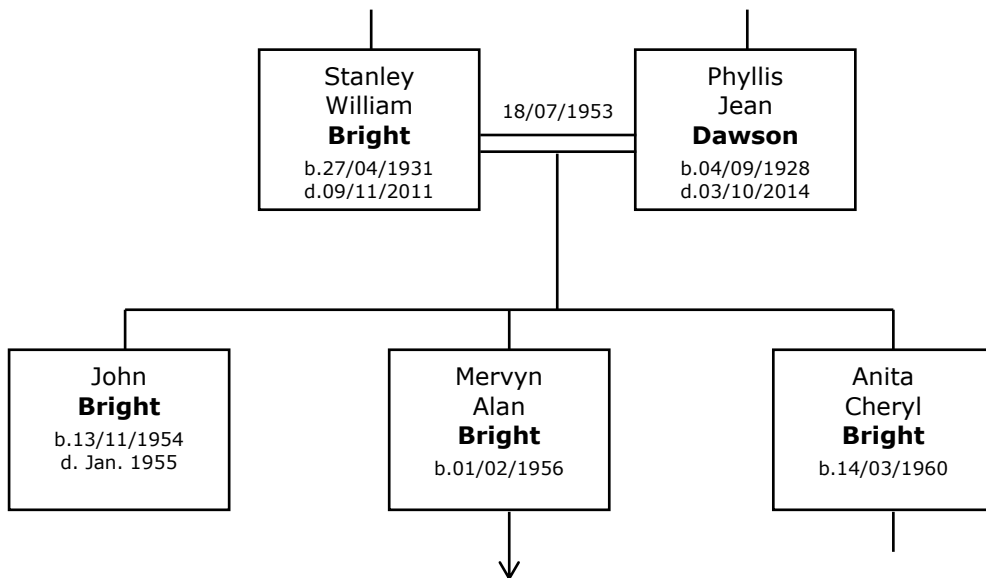 Stanley
William
Bright
b.27/04/1931
d.09/11/2011
18/07/1953
Phyllis
Jean
Dawson
b.04/09/1928
d.03/10/2014
John
Bright
b.13/11/1954
d. Jan. 1955
Mervyn
Alan
Bright
b.01/02/1956
Anita
Cheryl
Bright
b.14/03/1960